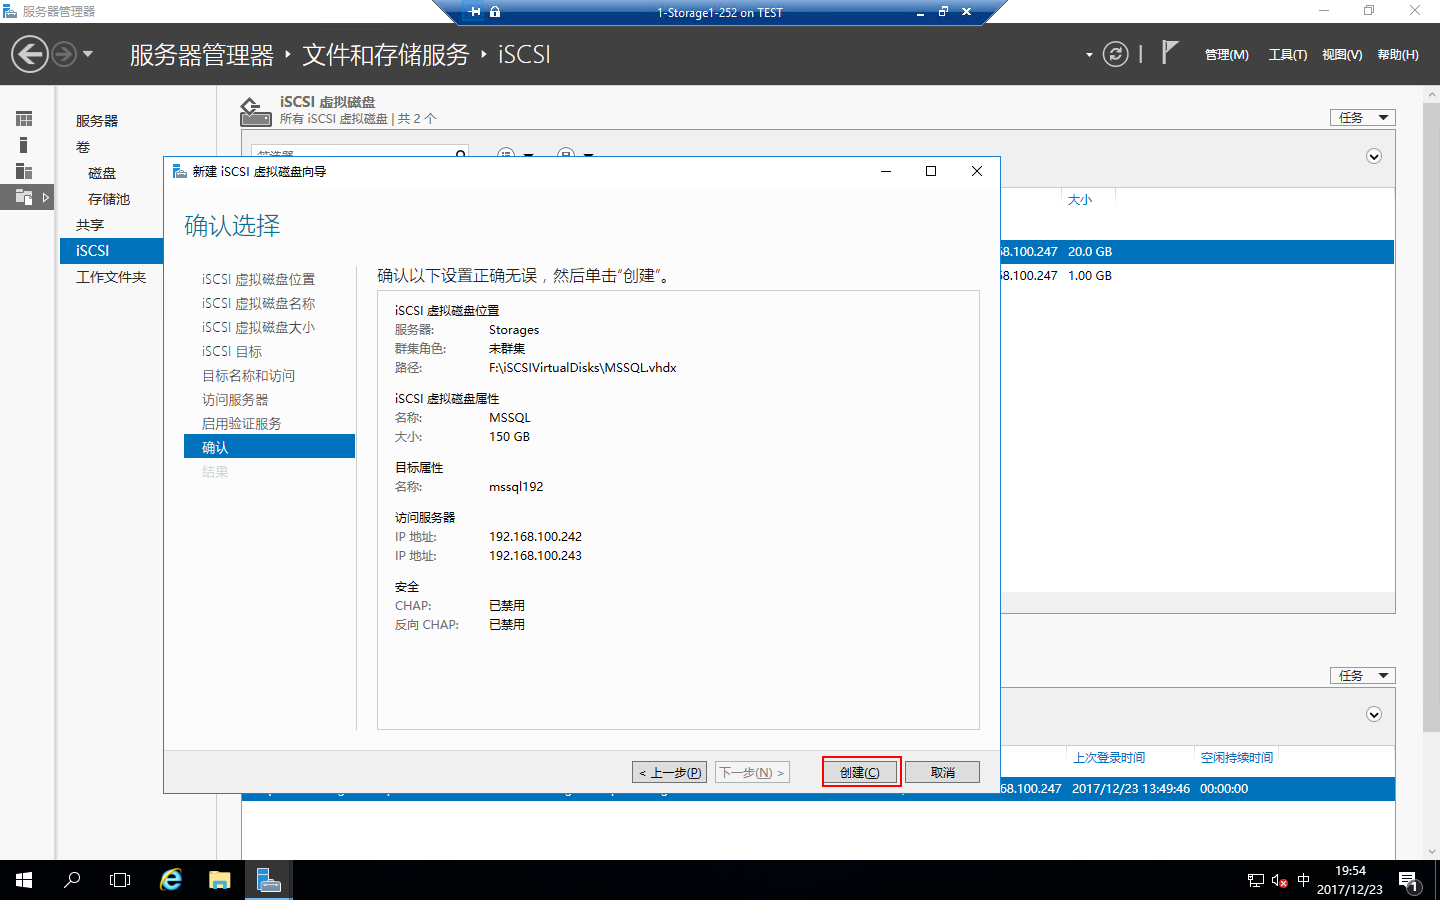 服务器管理器
1-Storage1-252 on TEST
服务器管理器 · 文件和存储服务 · iSCSI
管理(M) 工具(T) 视图(V) 帮助(H)
服务器
卷
磁盘
存储池
共享
iSCSI
工作文件夹
iSCSI 虚拟磁盘
所有 iSCSI 虚拟磁盘 | 共 2 个
任务
大小
68.100.247 20.0 GB
68.100.247 1.00 GB
新建 iSCSI 虚拟磁盘向导
确认选择
iSCSI 虚拟磁盘位置
iSCSI 虚拟磁盘名称
iSCSI 虚拟磁盘大小
iSCSI 目标
目标名称和访问
访问服务器
启用验证服务
确认
结果
确认以下设置正确无误，然后单击“创建”。
iSCSI 虚拟磁盘位置
服务器: Storages
群集角色: 未群集
路径: F:\iSCSIVirtualDisks\MSSQL.vhdx
iSCSI 虚拟磁盘属性
名称: MSSQL
大小: 150 GB
目标属性
名称: mssql192
访问服务器
IP 地址: 192.168.100.242
IP 地址: 192.168.100.243
安全
CHAP: 已禁用
反向 CHAP: 已禁用
< 上一步(P) 下一步(N) > 创建(C) 取消
任务
上次登录时间 空闲持续时间
68.100.247 2017/12/23 13:49:46 00:00:00
中
19:54
2017/12/23
1